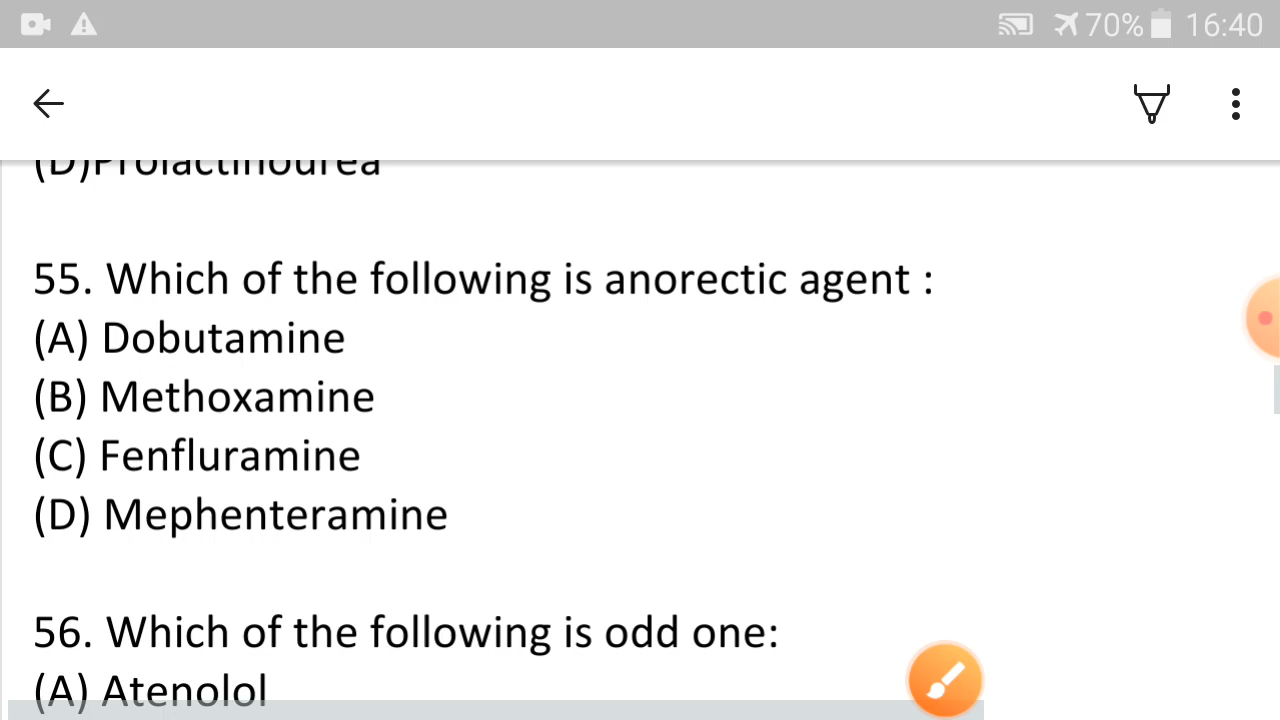 70% 16:40
(D)Prolactinourea
55. Which of the following is anorectic agent :
(A) Dobutamine
(B) Methoxamine
(C) Fenfluramine
(D) Mephenteramine
56. Which of the following is odd one:
(A) Atenolol